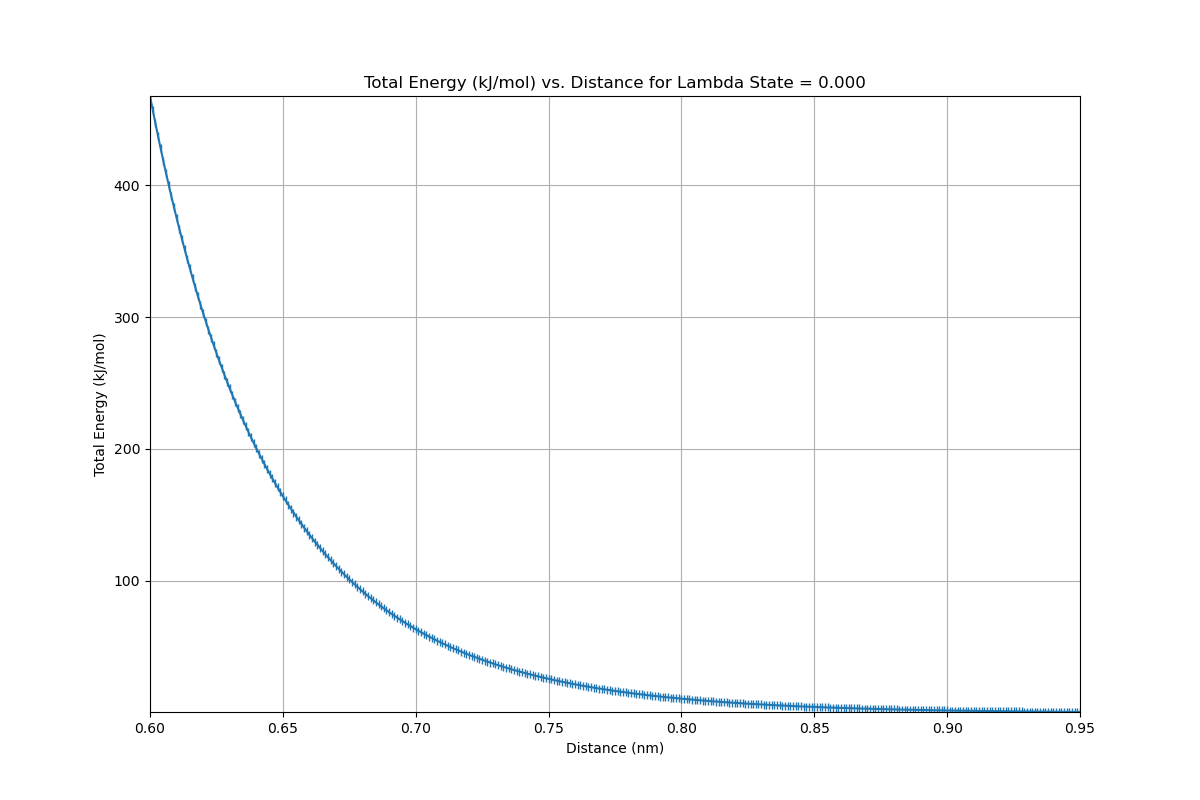 Total Energy (kJ/mol) vs. Distance for Lambda State = 0.000
400
300
200
100
Total Energy (kJ/mol)
0.60 0.65 0.70 0.75 0.80 0.85 0.90 0.95
Distance (nm)